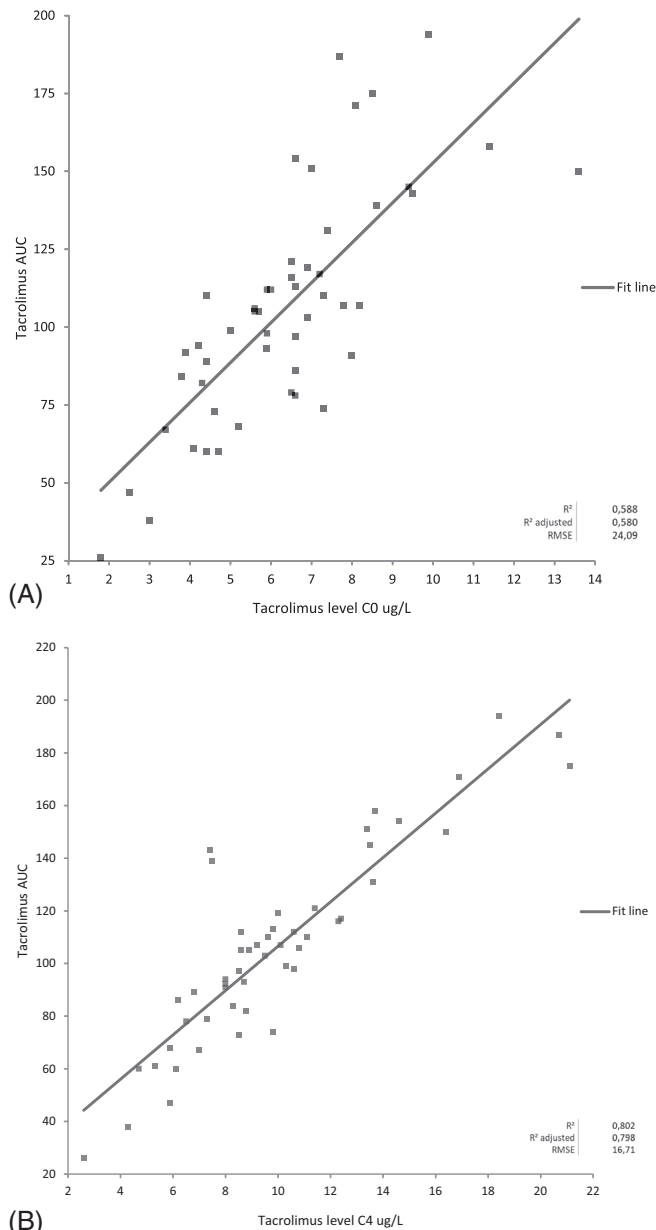 200
175
150
125
100
75
50
25
Tacrolimus AUC
Fit line
R² 0,588
R² adjusted 0,580
RMSE 24,09
1 2 3 4 5 6 7 8 9 10 11 12 13 14
Tacrolimus level C0 ug/L
(A)
220
200
180
160
140
120
100
80
60
40
20
Tacrolimus AUC
Fit line
R² 0,802
R² adjusted 0,798
RMSE 16,71
2 4 6 8 10 12 14 16 18 20 22
Tacrolimus level C4 ug/L
(B)